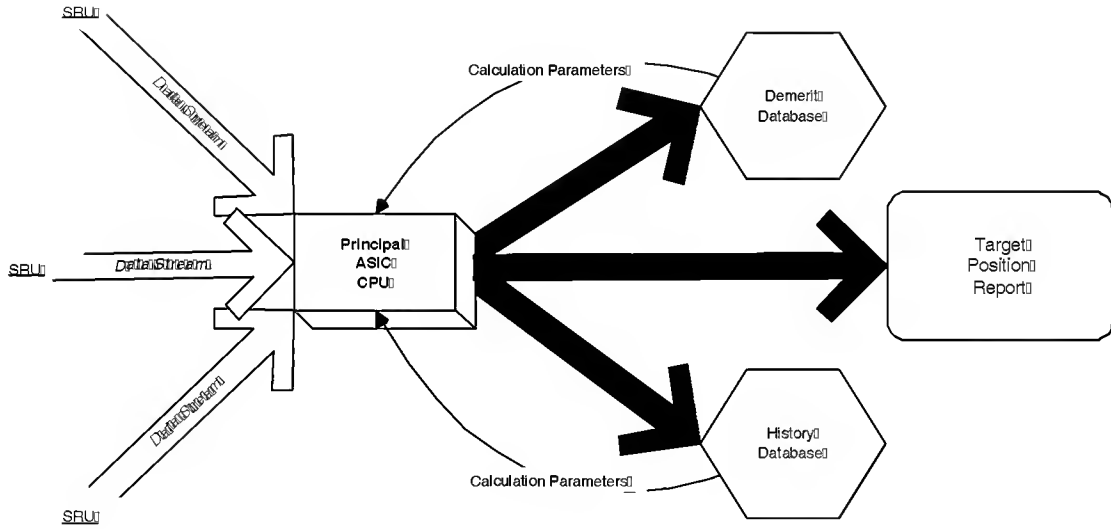 SRU
Data Stream
Calculation Parameters
Demerit
Database
Principal
ASIC
CPU
SRU
Data Stream
Target
Position
Report
Data Stream
History
Database
Calculation Parameters
SRU